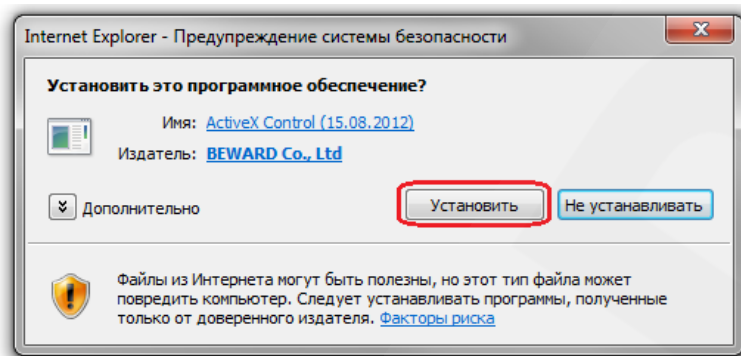 Internet Explorer - Предупреждение системы безопасности
Установить это программное обеспечение?
Имя: ActiveX Control (15.08.2012)
Издатель: BEWARD Co., Ltd
Дополнительно
Установить
Не устанавливать
Файлы из Интернета могут быть полезны, но этот тип файла может
повредить компьютер. Следует устанавливать программы, полученные
только от доверенного издателя. Факторы риска